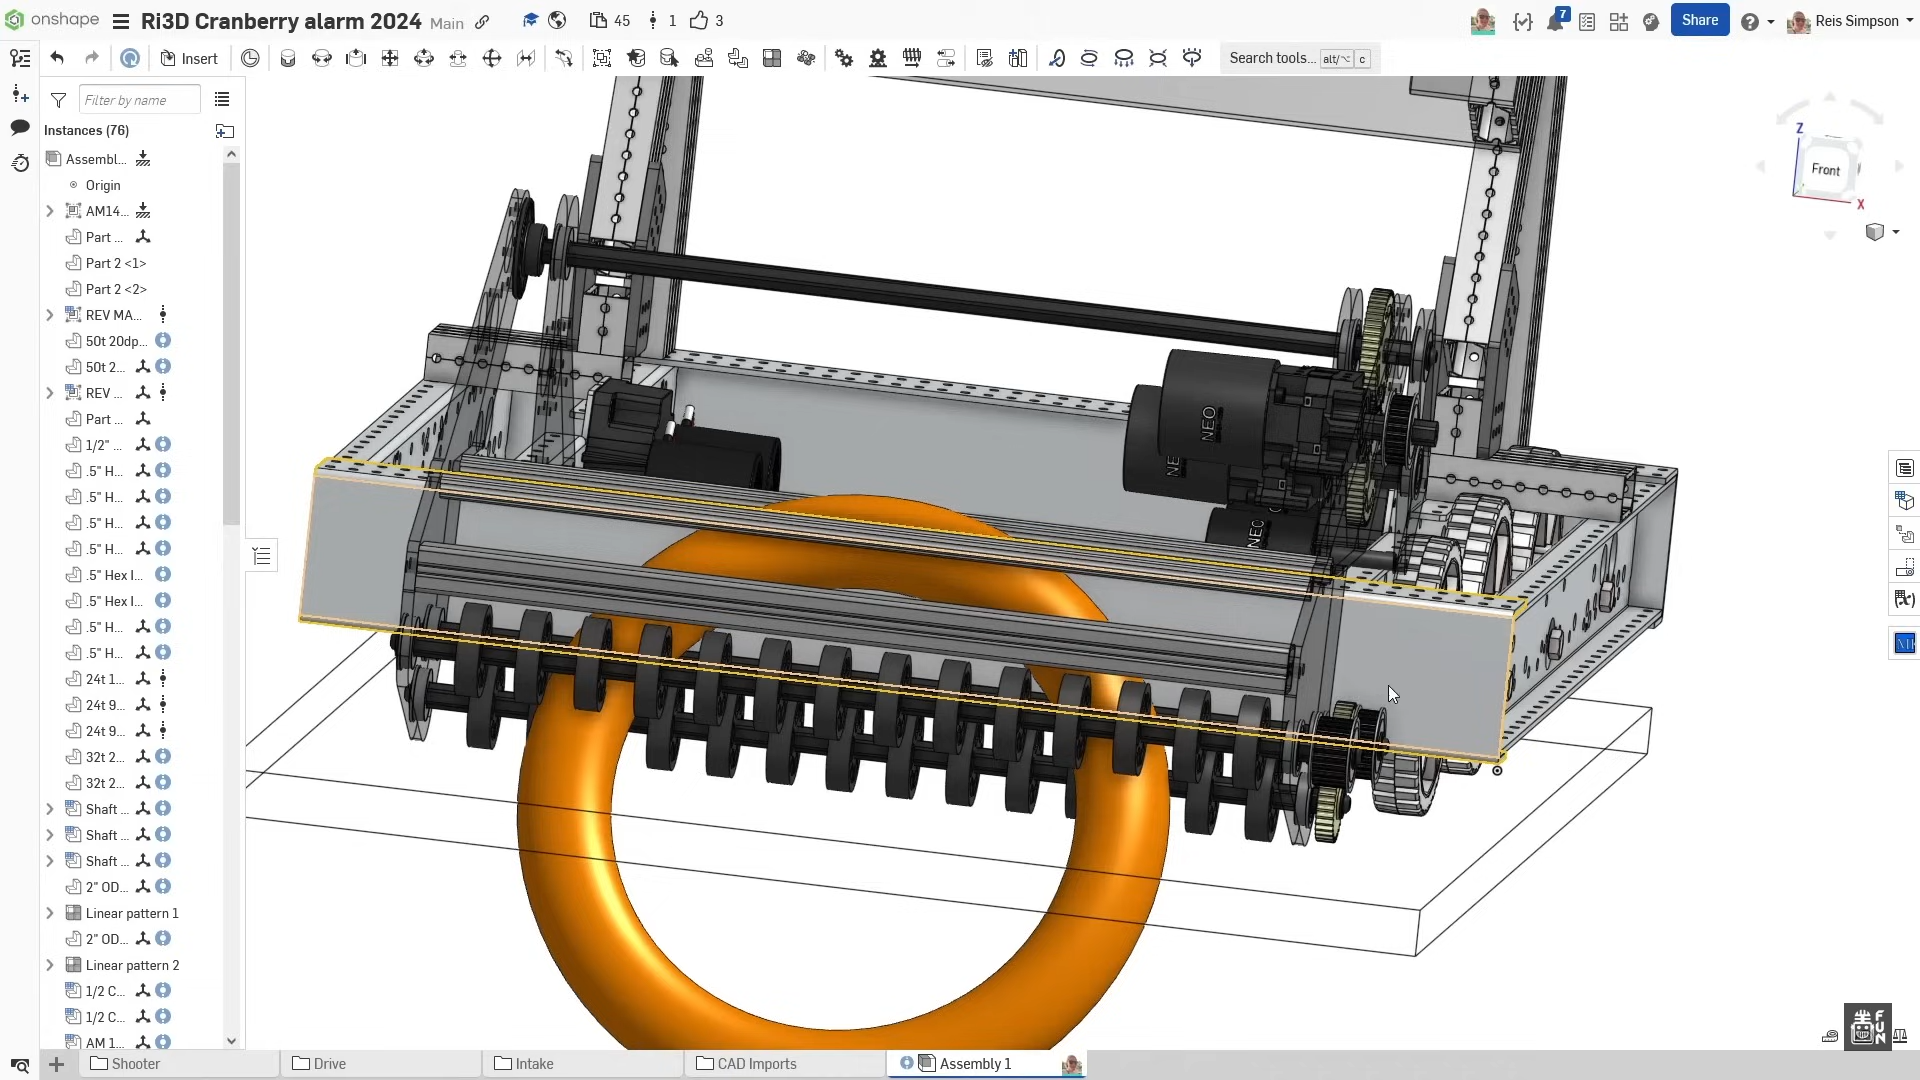 onshape
Ri3D Cranberry alarm 2024 Main
45
1
3
7
Share
Reis Simpson
Insert
Search tools...
alt/⌥
c
Filter by name
Instances (76)
Assembl...
Origin
AM14...
Part ...
Part 2 <1>
Part 2 <2>
REV MA...
50t 20dp...
50t 2...
REV ...
Part ...
1/2" ...
.5" H...
.5" H...
.5" H...
.5" H...
.5" Hex I...
.5" Hex I...
.5" H...
.5" H...
24t 1...
24t 9...
24t 9...
32t 2...
32t 2...
Shaft ...
Shaft ...
Shaft ...
2" OD...
Linear pattern 1
2" OD...
Linear pattern 2
1/2 C...
1/2 C...
AM 1...
NEO
NE
NEO
Z
Front
X
(x)
FUN
Shooter
Drive
Intake
CAD Imports
Assembly 1